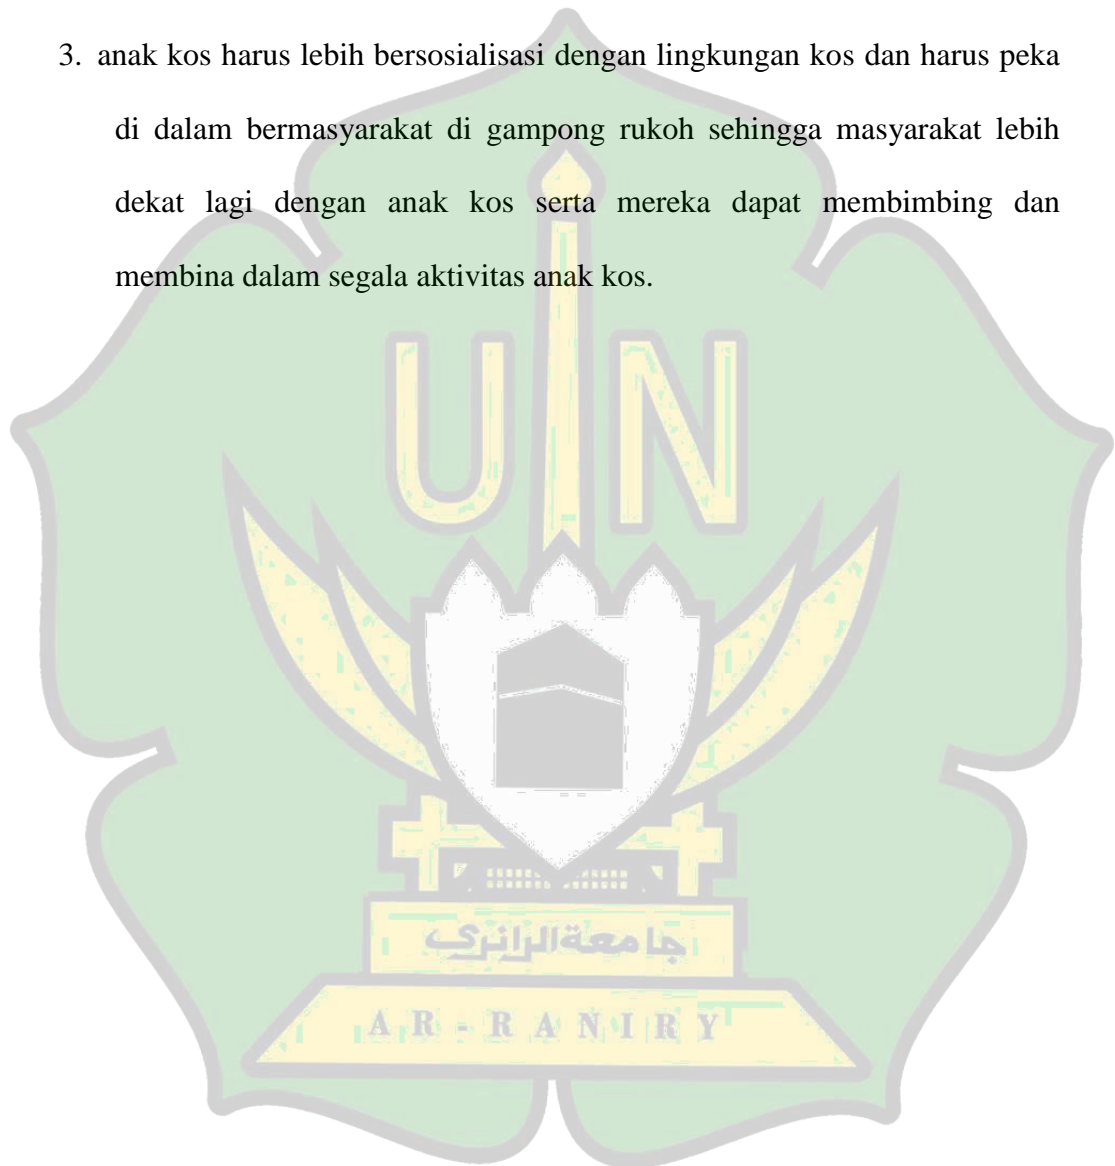 3. anak kos harus lebih bersosialisasi dengan lingkungan kos dan harus peka
di dalam bermasyarakat di gampong rukoh sehingga masyarakat lebih
dekat lagi dengan anak kos serta mereka dapat membimbing dan
membina dalam segala aktivitas anak kos.
U N
جامعةالرانري
AR-RANIRY